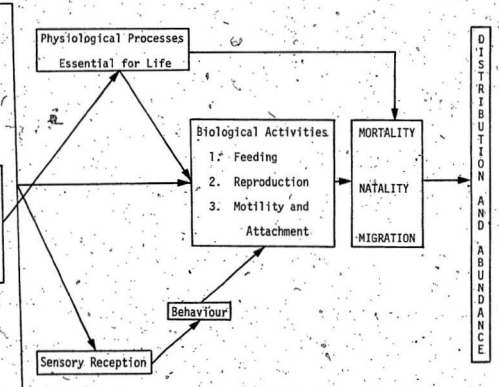 Physiological Processes
Essential for Life
Biological Activities
1. Feeding
2. Reproduction
3. Motility and
Attachment
MORTALITY
NATALITY
MIGRATION
DISTRIBUTION AND ABUNDANCE
Behaviour
Sensory Reception